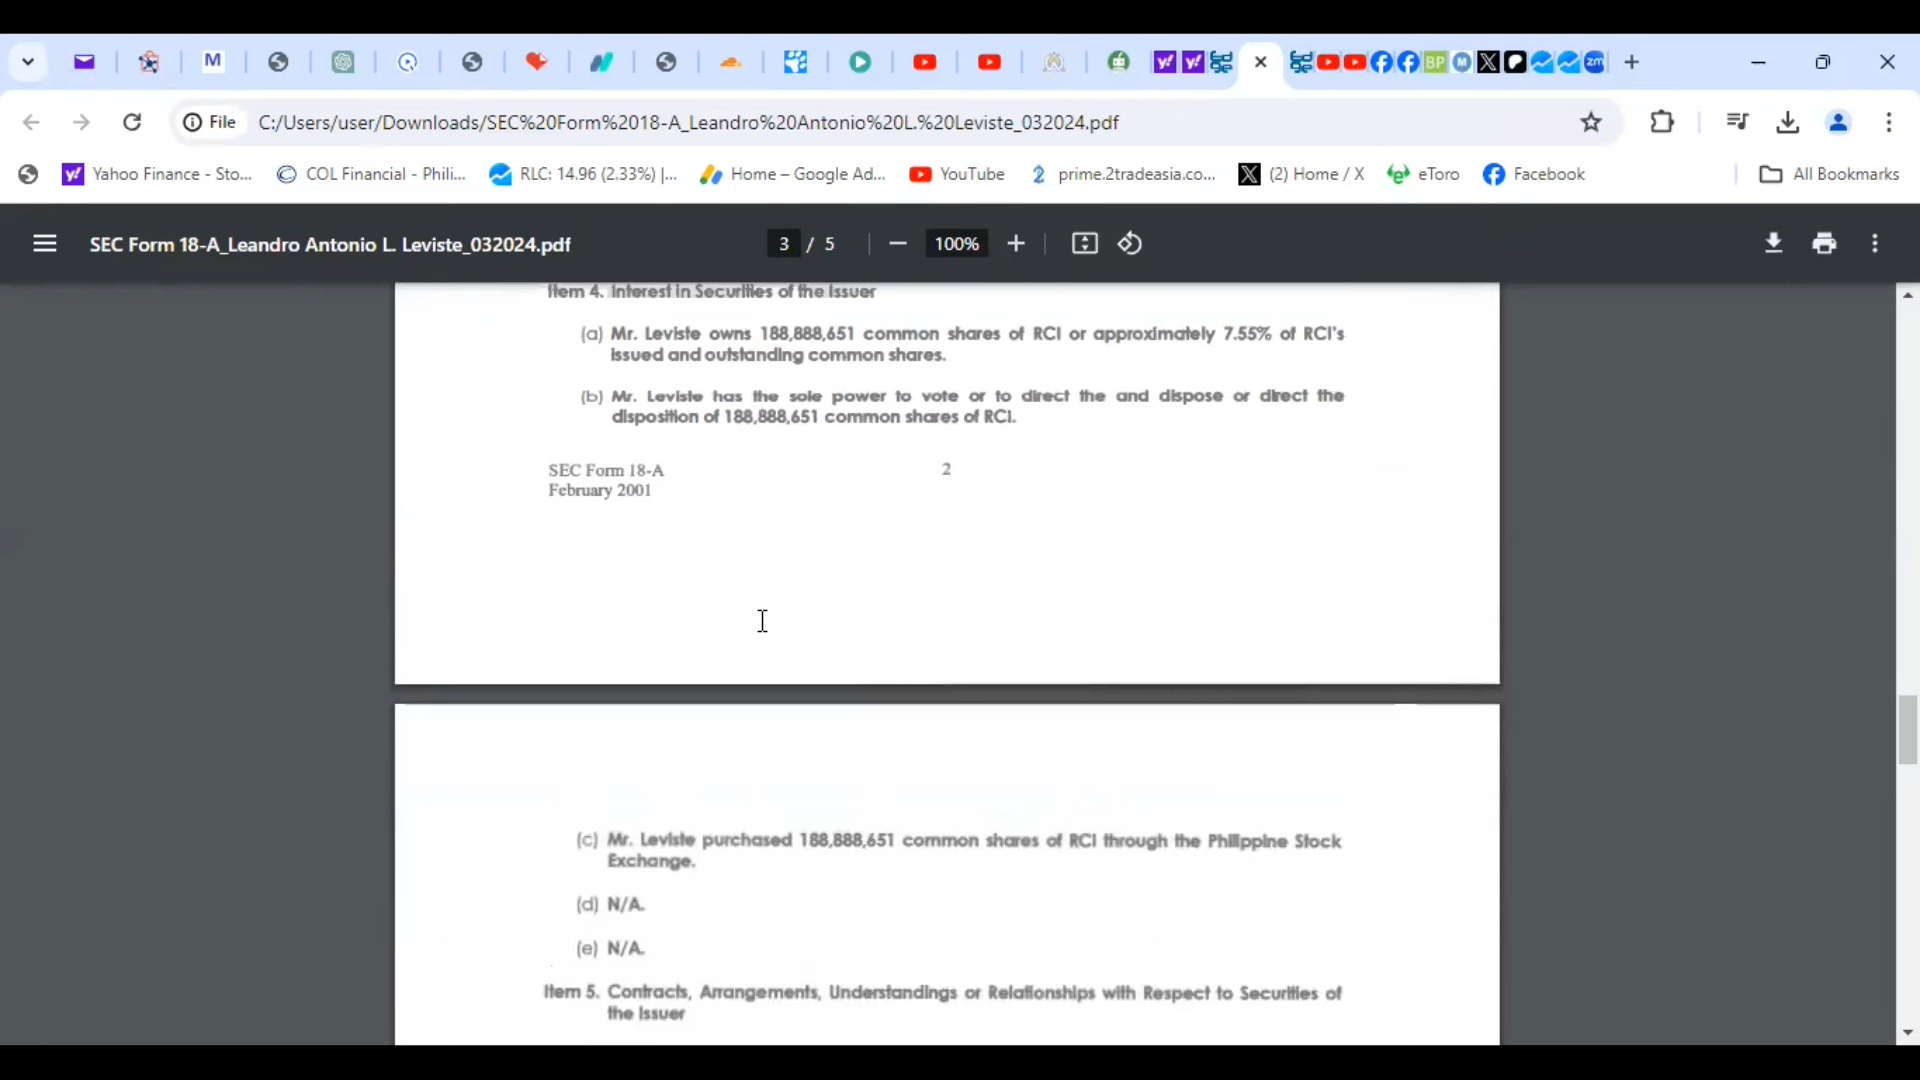 File
C:/Users/user/Downloads/SEC%20Form%2018-A_Leandro%20Antonio%20L.%20Leviste_032024.pdf
Yahoo Finance - Sto...
COL Financial - Phili...
RLC: 14.96 (2.33%) |...
Home – Google Ad...
YouTube
prime.2tradeasia.co...
(2) Home / X
eToro
Facebook
All Bookmarks
SEC Form 18-A_Leandro Antonio L. Leviste_032024.pdf
3 / 5
100%
Item 4. Interest in Securities of the Issuer
(a) Mr. Leviste owns 188,888,651 common shares of RCI or approximately 7.55% of RCI's
issued and outstanding common shares.
(b) Mr. Leviste has the sole power to vote or to direct the and dispose or direct the
disposition of 188,888,651 common shares of RCI.
SEC Form 18-A
2
February 2001
(c) Mr. Leviste purchased 188,888,651 common shares of RCI through the Philippine Stock
Exchange.
(d) N/A.
(e) N/A.
Item 5. Contracts, Arrangements, Understandings or Relationships with Respect to Securities of
the Issuer